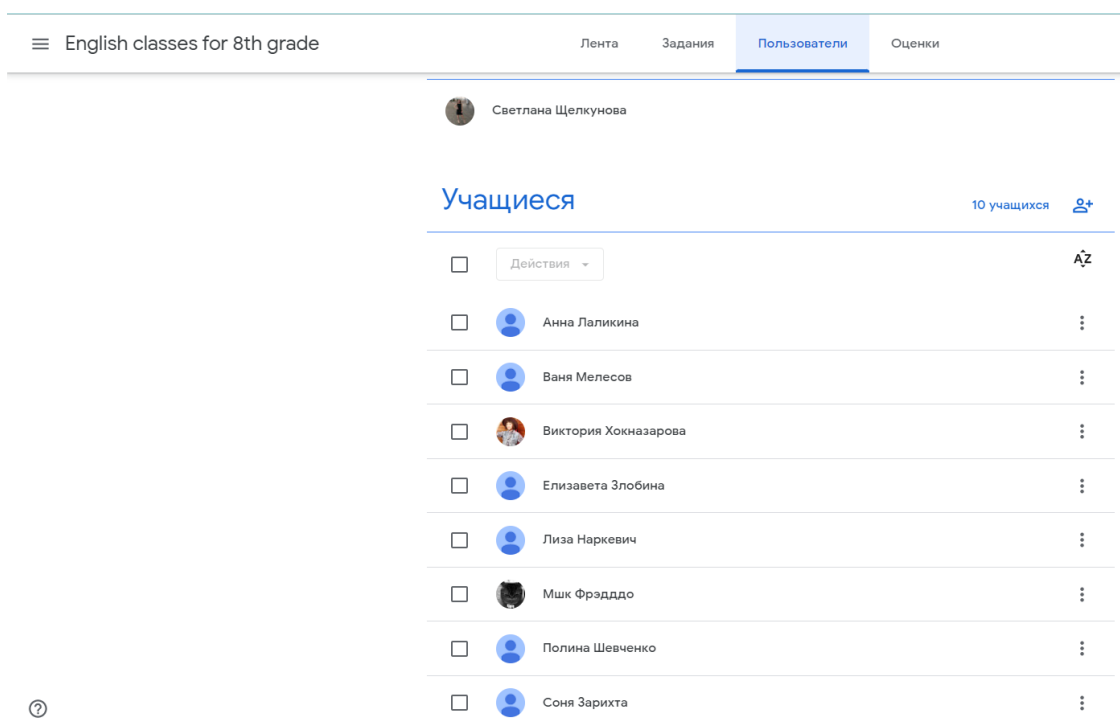 English classes for 8th grade Лента Задания Пользователи Оценки
Светлана Щелкунова
Учащиеся 10 учащихся
Действия AZ
Анна Лаликина
Ваня Мелесов
Виктория Хокназарова
Елизавета Злобина
Лиза Наркевич
Мшк Фрэдддо
Полина Шевченко
Соня Зарихта